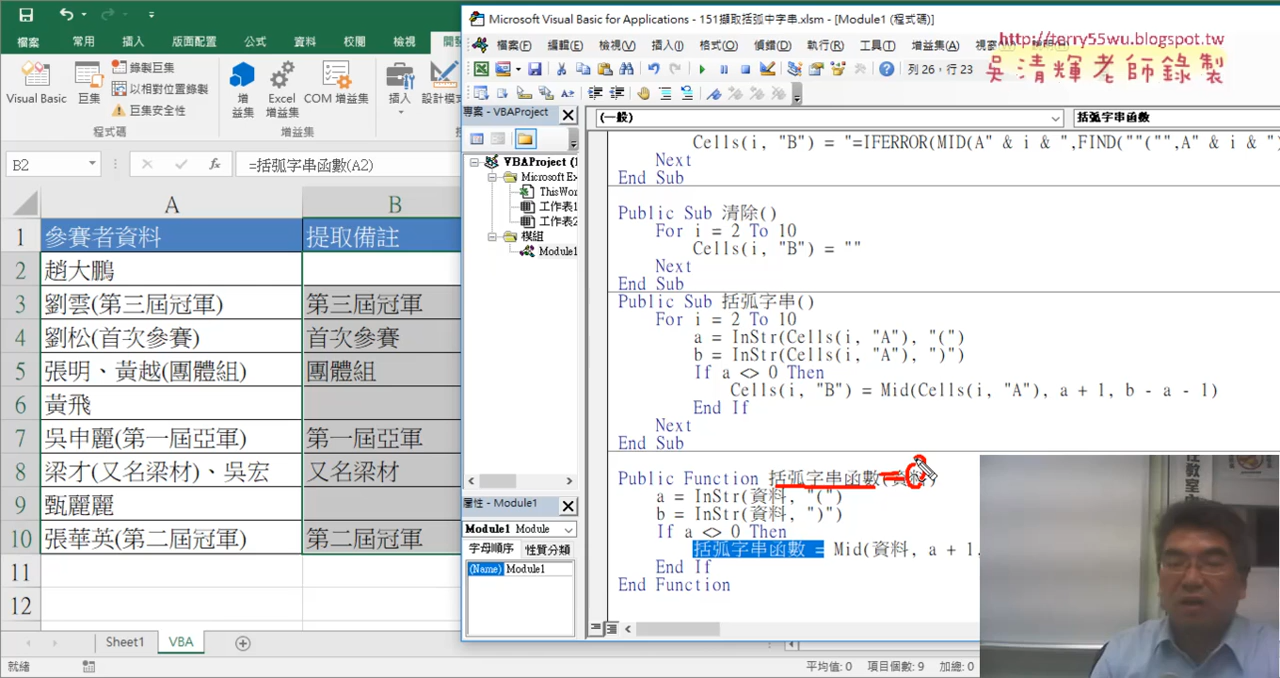 檔案 常用 插入 版面配置 公式 資料 校閱 檢視
Visual Basic
巨集
錄製巨集
以相對位置錄製
巨集安全性
程式碼
增益集
Excel 增益集
COM 增益集
增益集
插入
設計模式
B2
=括弧字串函數(A2)
A B
1 參賽者資料 提取備註
2 趙大鵬
3 劉雲(第三屆冠軍) 第三屆冠軍
4 劉松(首次參賽) 首次參賽
5 張明、黃越(團體組) 團體組
6 黃飛
7 吳申麗(第一屆亞軍) 第一屆亞軍
8 梁才(又名梁材)、吳宏 又名梁材
9 甄麗麗
10 張華英(第二屆冠軍) 第二屆冠軍
11
12
Sheet1 VBA
就緒
平均值: 0 項目個數: 9 加總: 0
Microsoft Visual Basic for Applications - 151擷取括弧中字串.xlsm - [Module1 (程式碼)]
http://terry55wu.blogspot.tw
吳清輝老師錄製
檔案(F) 編輯(E) 檢視(V) 插入(I) 格式(O) 偵錯(D) 執行(R) 工具(T) 增益集(A)
列 26，行 23
專案 - VBAProject
VBAProject (
Microsoft Ex
ThisWor
工作表1
工作表2
模組
Module1
屬性 - Module1
Module1 Module
字母順序 性質分類
(Name) Module1
(一般) 括弧字串函數
Cells(i, "B") = "=IFERROR(MID(A" & i & ",FIND(""("",A" & i & "
Next
End Sub
Public Sub 清除()
For i = 2 To 10
Cells(i, "B") = ""
Next
End Sub
Public Sub 括弧字串()
For i = 2 To 10
a = InStr(Cells(i, "A"), "(")
b = InStr(Cells(i, "A"), ")")
If a <> 0 Then
Cells(i, "B") = Mid(Cells(i, "A"), a + 1, b - a - 1)
End If
Next
End Sub
Public Function 括弧字串函數(資料)
a = InStr(資料, "(")
b = InStr(資料, ")")
If a <> 0 Then
括弧字串函數 = Mid(資料, a + 1,
End If
End Function